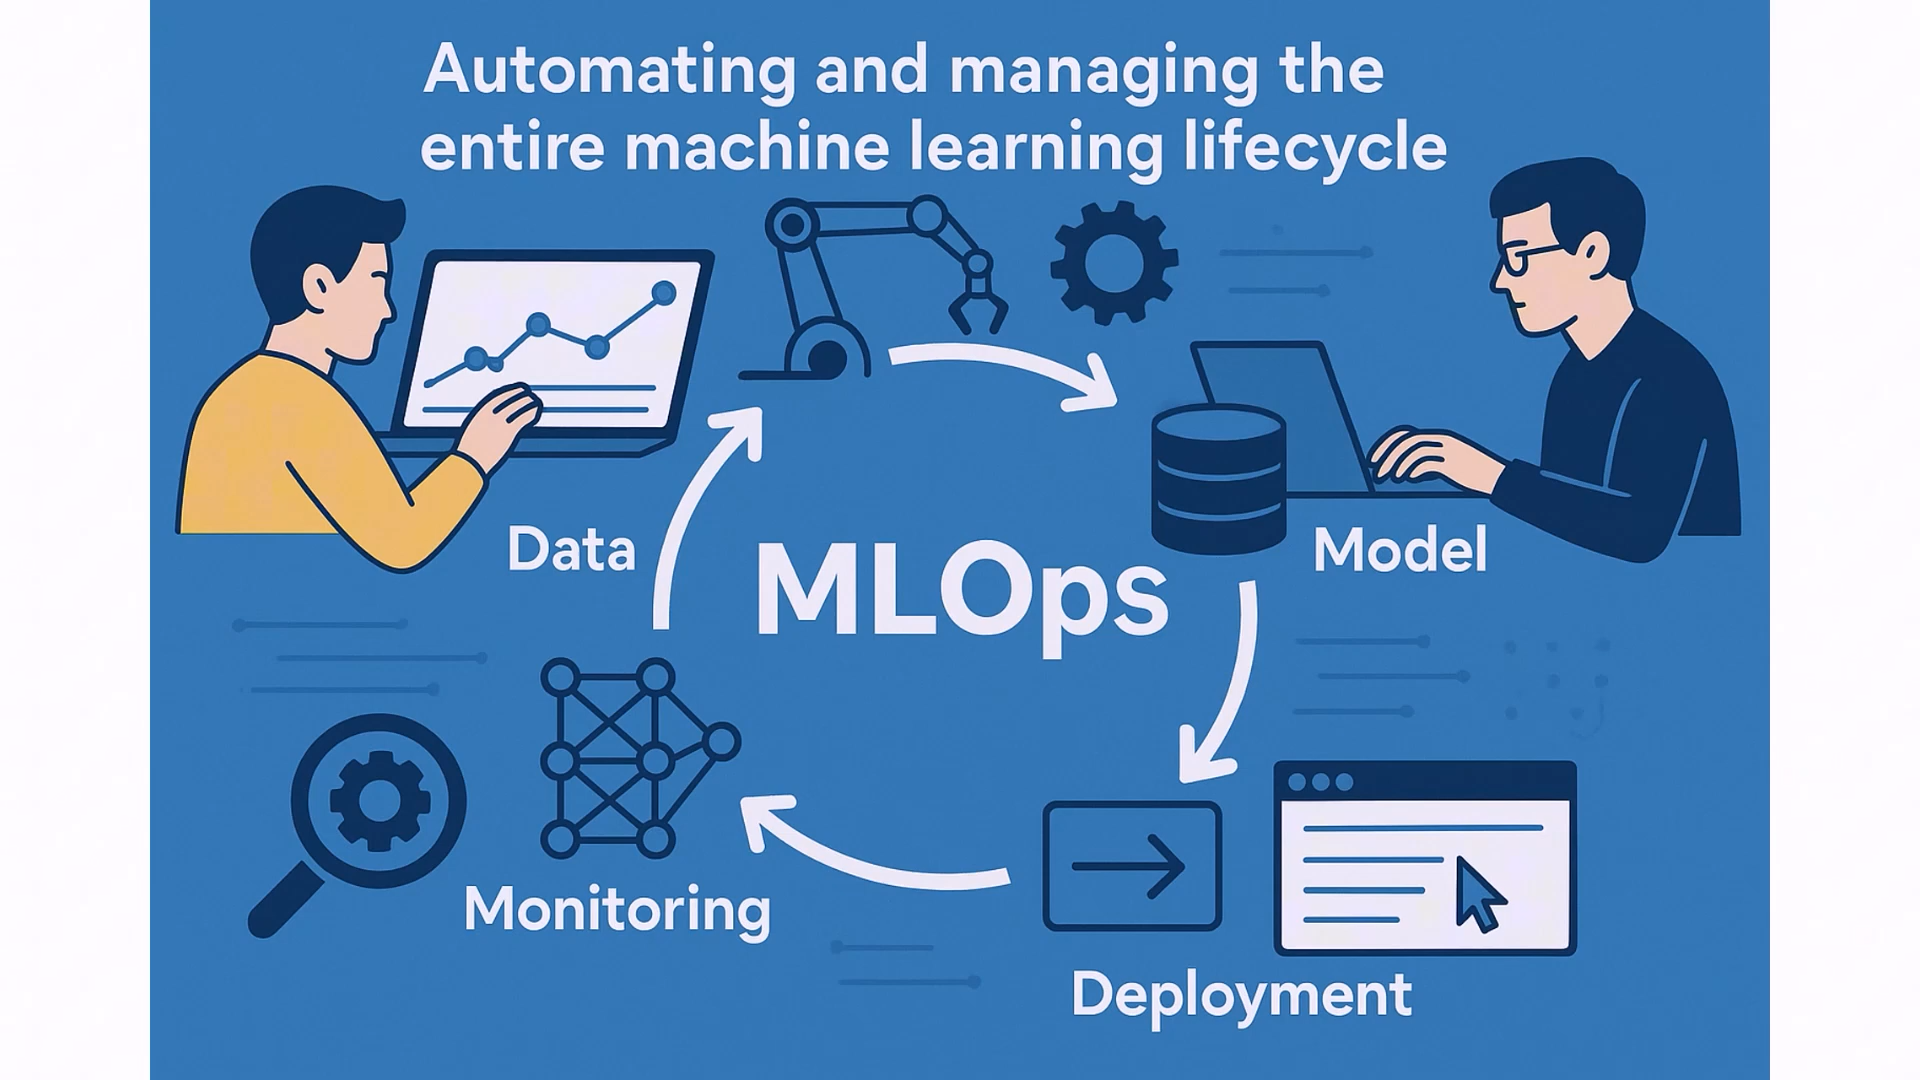 Automating and managing the
entire machine learning lifecycle
Data
MLOps
Model
Monitoring
Deployment